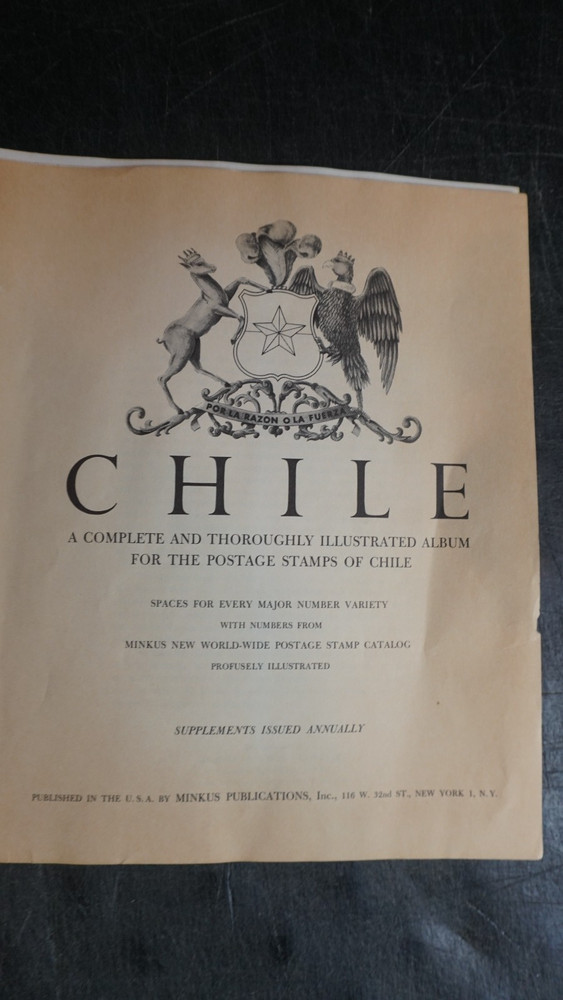 POR LA RAZON O LA FUERZA
CHILE
A COMPLETE AND THOROUGHLY ILLUSTRATED ALBUM
FOR THE POSTAGE STAMPS OF CHILE
SPACES FOR EVERY MAJOR NUMBER VARIETY
WITH NUMBERS FROM
MINKUS NEW WORLD-WIDE POSTAGE STAMP CATALOG
PROFUSELY ILLUSTRATED
SUPPLEMENTS ISSUED ANNUALLY
PUBLISHED IN THE U. S. A. BY MINKUS PUBLICATIONS, Inc., 116 W. 32nd ST., NEW YORK 1, N.Y.